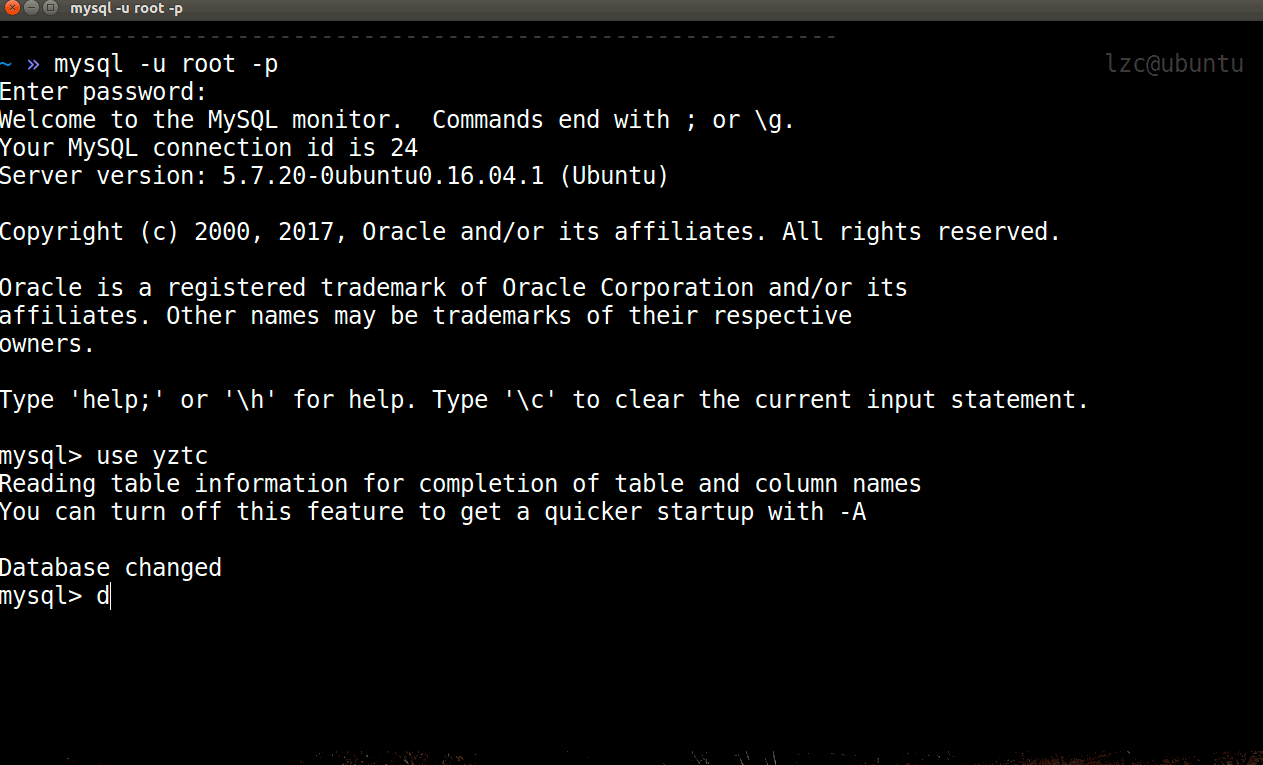 mysql -u root -p
------------------------------------------------------------
~ » mysql -u root -p lzc@ubuntu
Enter password:
Welcome to the MySQL monitor.  Commands end with ; or \g.
Your MySQL connection id is 24
Server version: 5.7.20-0ubuntu0.16.04.1 (Ubuntu)
Copyright (c) 2000, 2017, Oracle and/or its affiliates. All rights reserved.
Oracle is a registered trademark of Oracle Corporation and/or its
affiliates. Other names may be trademarks of their respective
owners.
Type 'help;' or '\h' for help. Type '\c' to clear the current input statement.
mysql> use yztc
Reading table information for completion of table and column names
You can turn off this feature to get a quicker startup with -A
Database changed
mysql> d